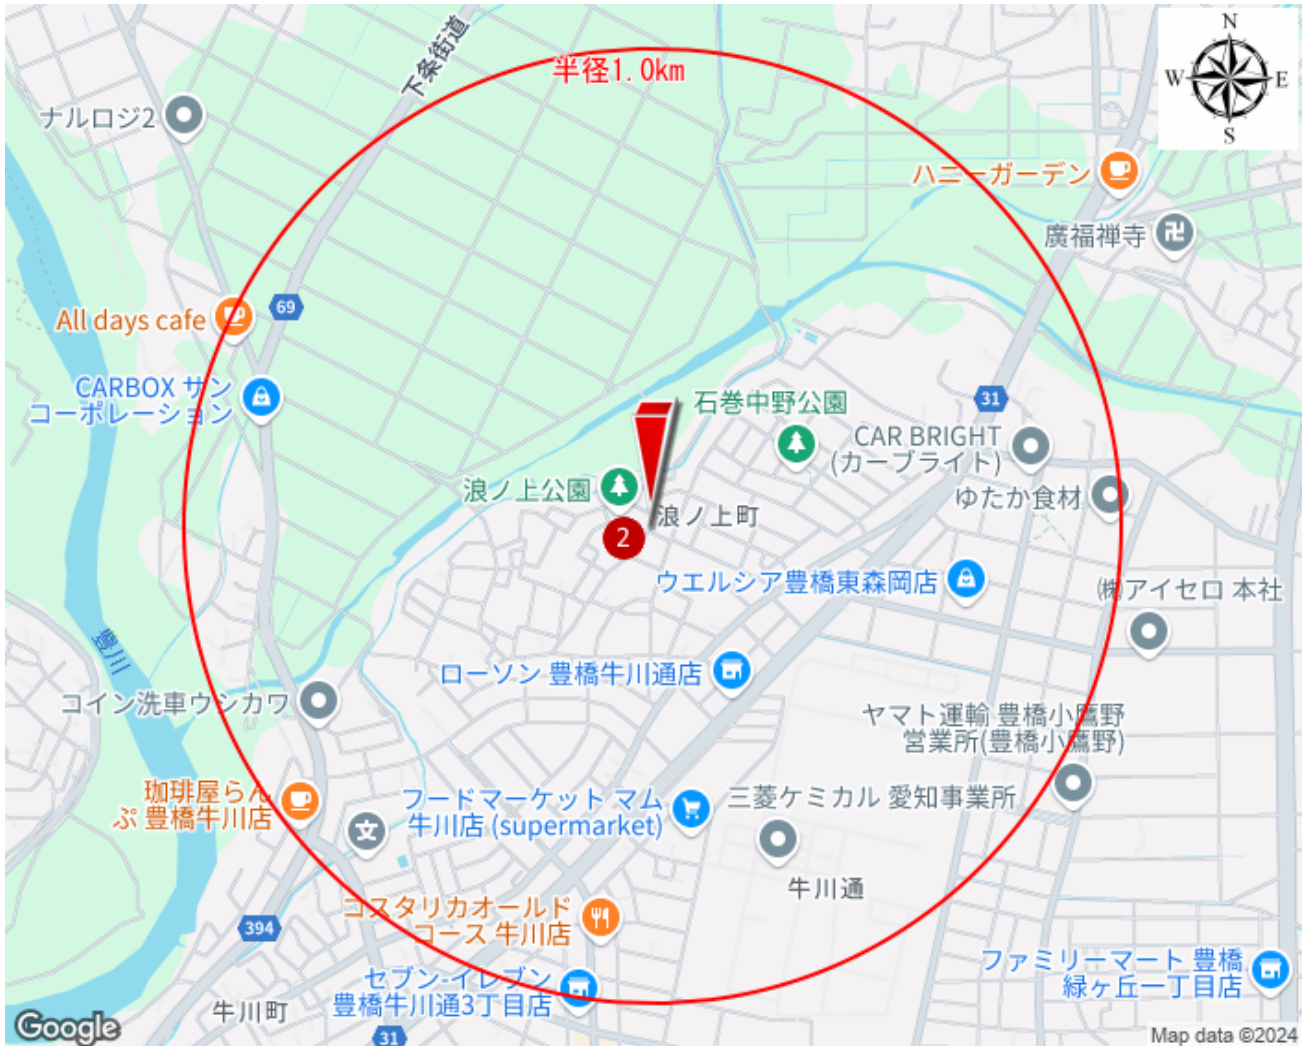 下条街道
半径1.0km
N
W
E
S
ナルロジ2
ハニーガーデン
廣福禅寺
69
All days cafe
CARBOX サン
コーポレーション
31
石巻中野公園
CAR BRIGHT
(カーブライト)
浪ノ上公園
ゆたか食材
浪ノ上町
2
ウエルシア豊橋東森岡店
㈱アイセロ 本社
豊川
ローソン 豊橋牛川通店
コイン洗車ウシカワ
ヤマト運輸 豊橋小鷹野
営業所(豊橋小鷹野)
珈琲屋らん
ぷ 豊橋牛川店
フードマーケット マム
牛川店 (supermarket)
三菱ケミカル 愛知事業所
文
牛川通
コスタリカオールド
コース 牛川店
394
セブン-イレブン
豊橋牛川通3丁目店
ファミリーマート 豊橋
緑ヶ丘一丁目店
牛川町
31
Google
Map data ©2024